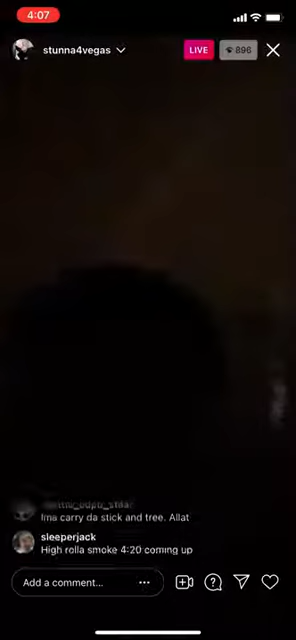 4:07
stunna4vegas
LIVE
896
Ima carry da stick and tree. Allat
sleeperjack
High rolla smoke 4:20 coming up
Add a comment...